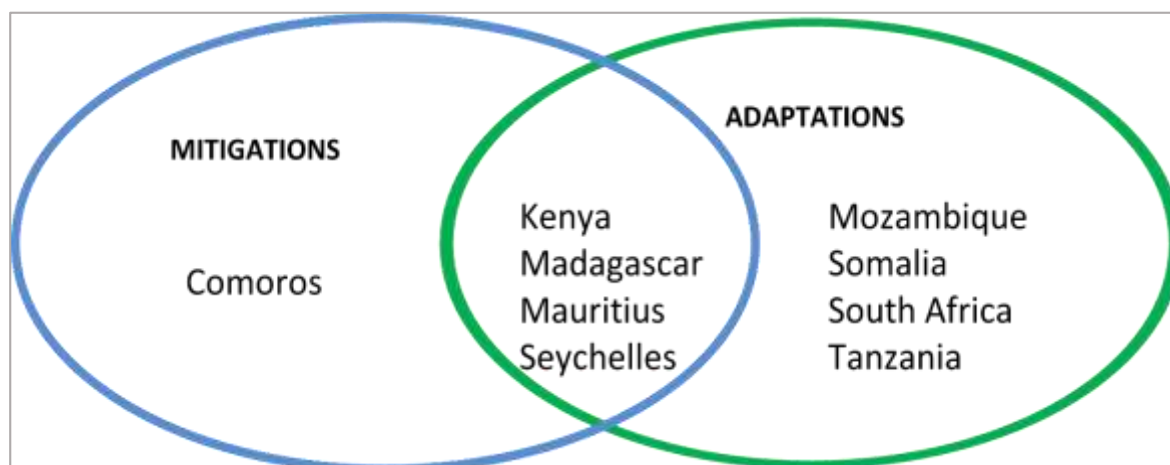 MITIGATIONS
Comoros
Kenya
Madagascar
Mauritius
Seychelles
ADAPTATIONS
Mozambique
Somalia
South Africa
Tanzania